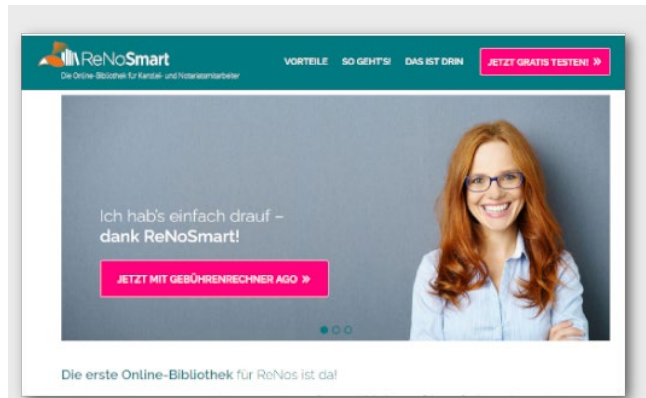 ReNoSmart
Die Online-Bibliothek für Kanzlei- und Notariatsmitarbeiter
VORTEILE SO GEHT'S! DAS IST DRIN JETZT GRATIS TESTEN! »
Ich hab's einfach drauf –
dank ReNoSmart!
JETZT MIT GEBÜHRENRECHNER AGO »
Die erste Online-Bibliothek für ReNos ist da!